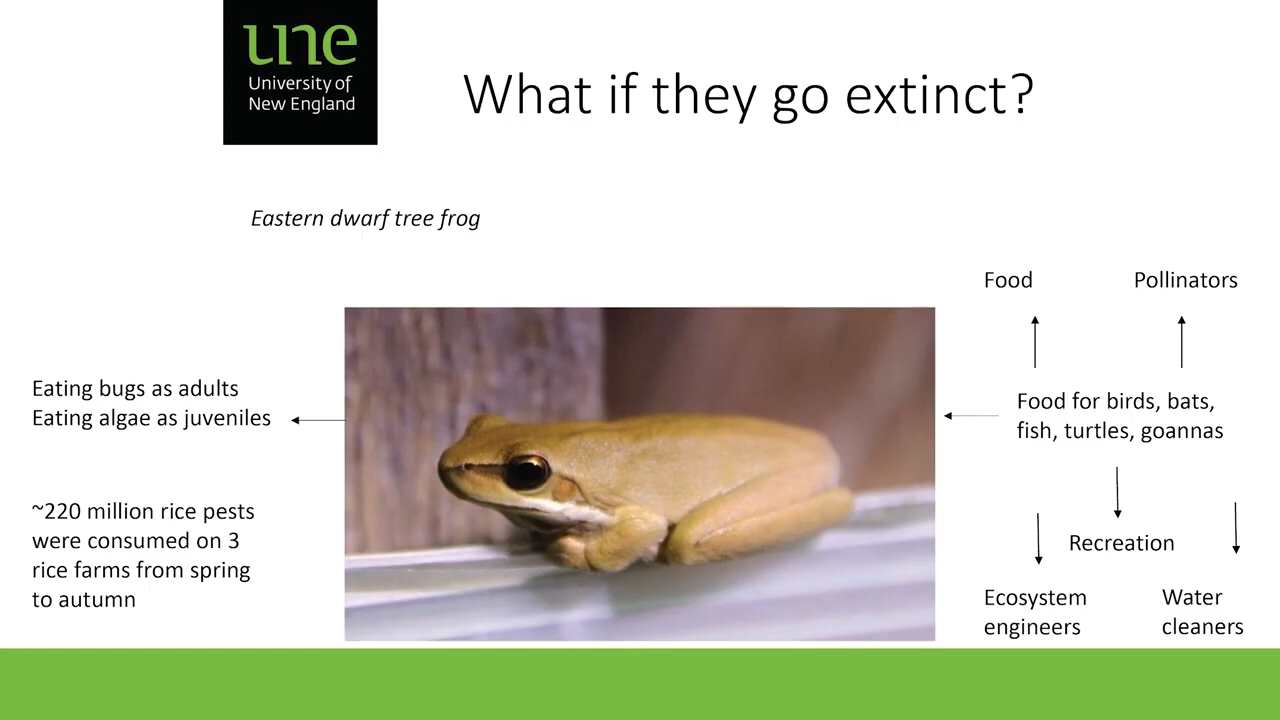 une
University of
New England
What if they go extinct?
Eastern dwarf tree frog
Eating bugs as adults
Eating algae as juveniles
~220 million rice pests
were consumed on 3
rice farms from spring
to autumn
Food
Pollinators
Food for birds, bats,
fish, turtles, goannas
Recreation
Ecosystem
engineers
Water
cleaners